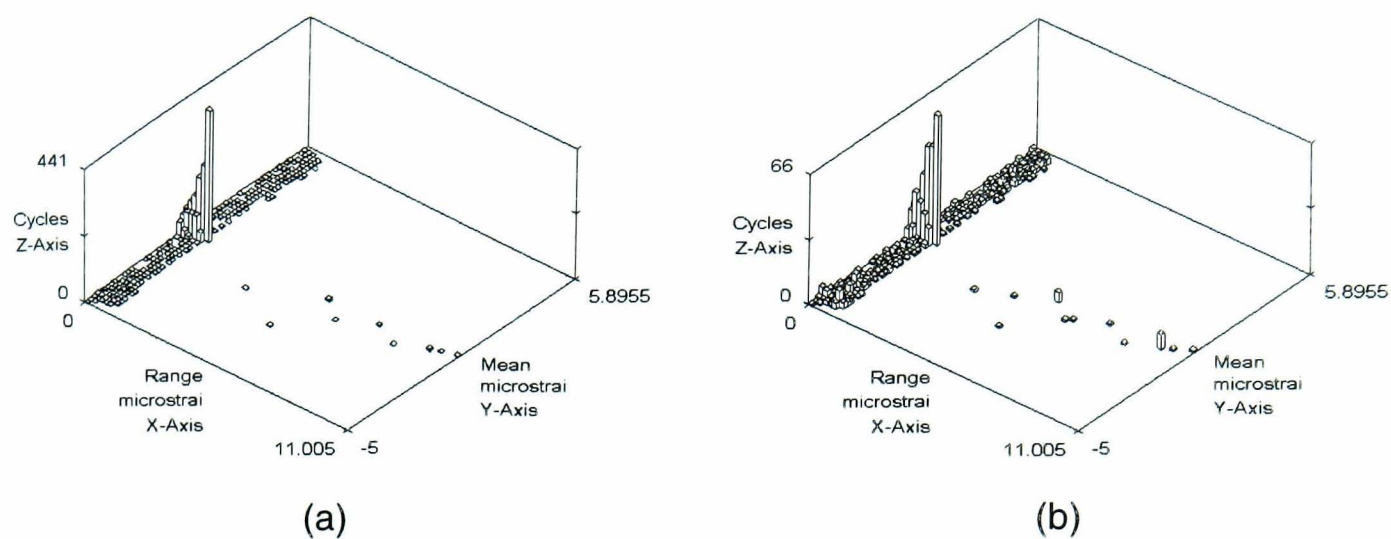 441
Cycles
Z-Axis
0
0
Range
microstrai
X-Axis
11.005
-5
Mean
microstrai
Y-Axis
5.8955
(a)
66
Cycles
Z-Axis
0
0
Range
microstrai
X-Axis
11.005
-5
Mean
microstrai
Y-Axis
5.8955
(b)